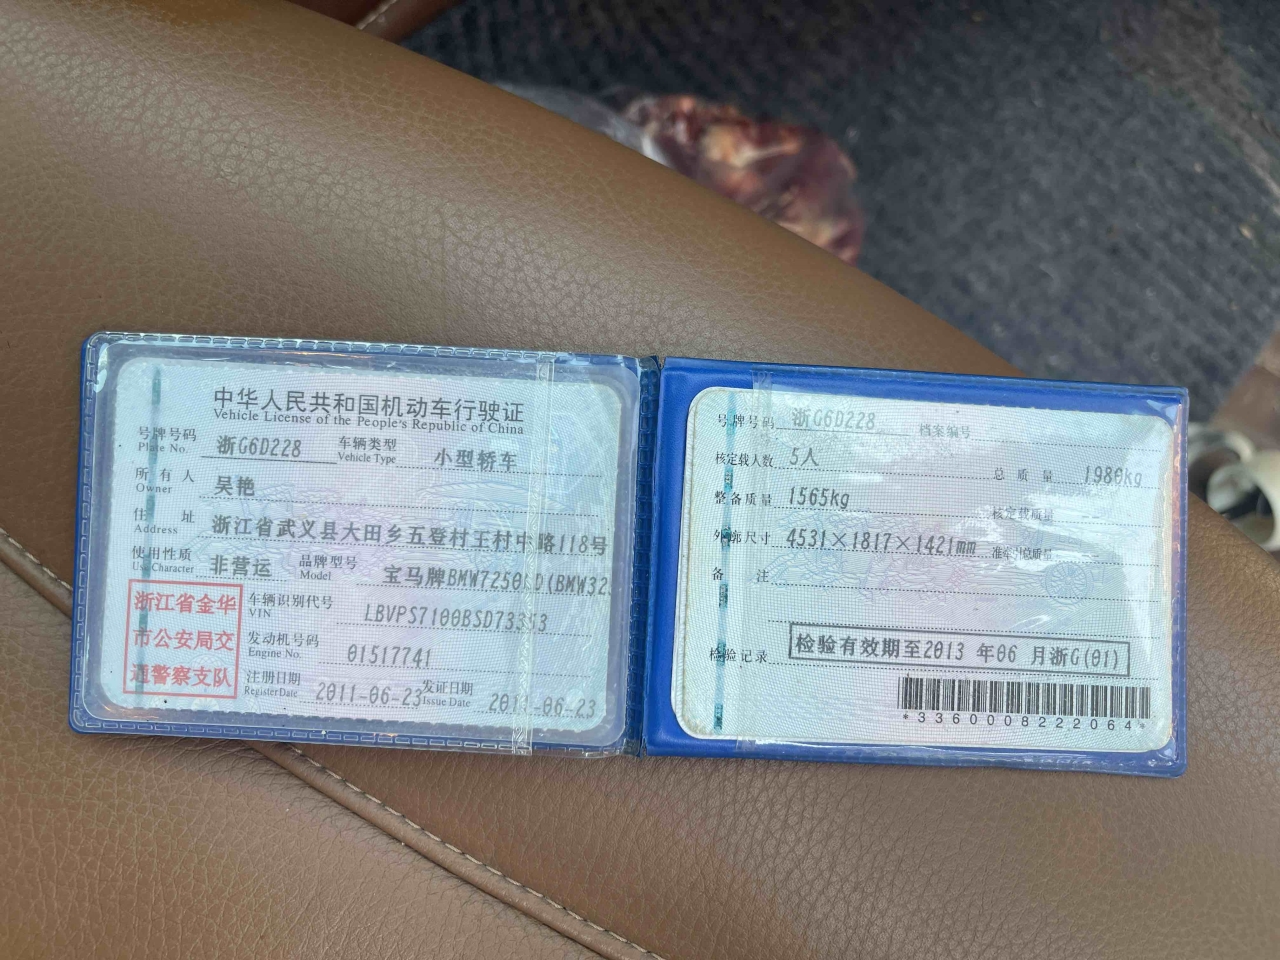 中华人民共和国机动车行驶证
Vehicle License of the People's Republic of China
号牌号码 浙G6D228 车辆类型 小型轿车
Plate No. Vehicle Type
所有人 吴艳
Owner
住址 浙江省武义县大田乡五登村王村中路118号
Address
使用性质 非营运 品牌型号 宝马牌BMW7250LD(BMW32
Use Character Model
浙江省金华
市公安局交
通警察支队
车辆识别代号
VIN LBVPS7100BSD73353
发动机号码
Engine No. 01517741
注册日期 2011-06-23 发证日期 2011-06-23
Register Date Issue Date
号牌号码 浙G6D228 档案编号
核定载人数 5人 总质量 1980kg
整备质量 1565kg 核定载质量 --
外廓尺寸 4531×1817×1421mm 准牵引总质量 --
备注
检验记录 检验有效期至2013 年06 月浙G(01)
*3360008222064*